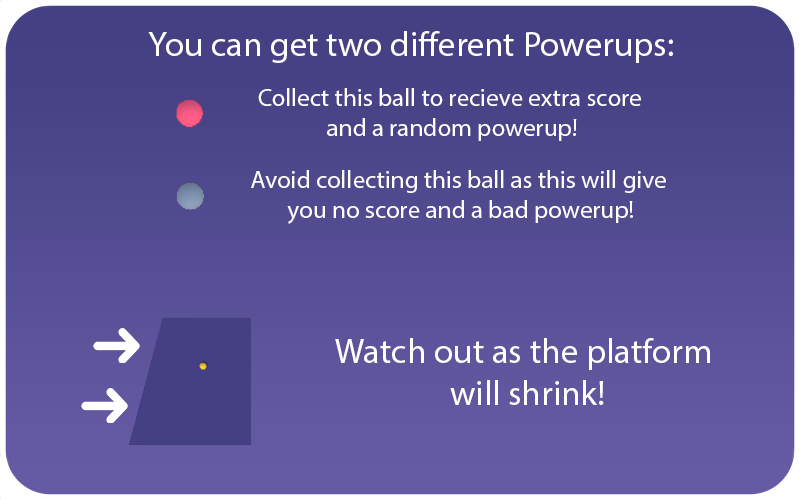 You can get two different Powerups:
Collect this ball to recieve extra score
and a random powerup!
Avoid collecting this ball as this will give
you no score and a bad powerup!
Watch out as the platform
will shrink!